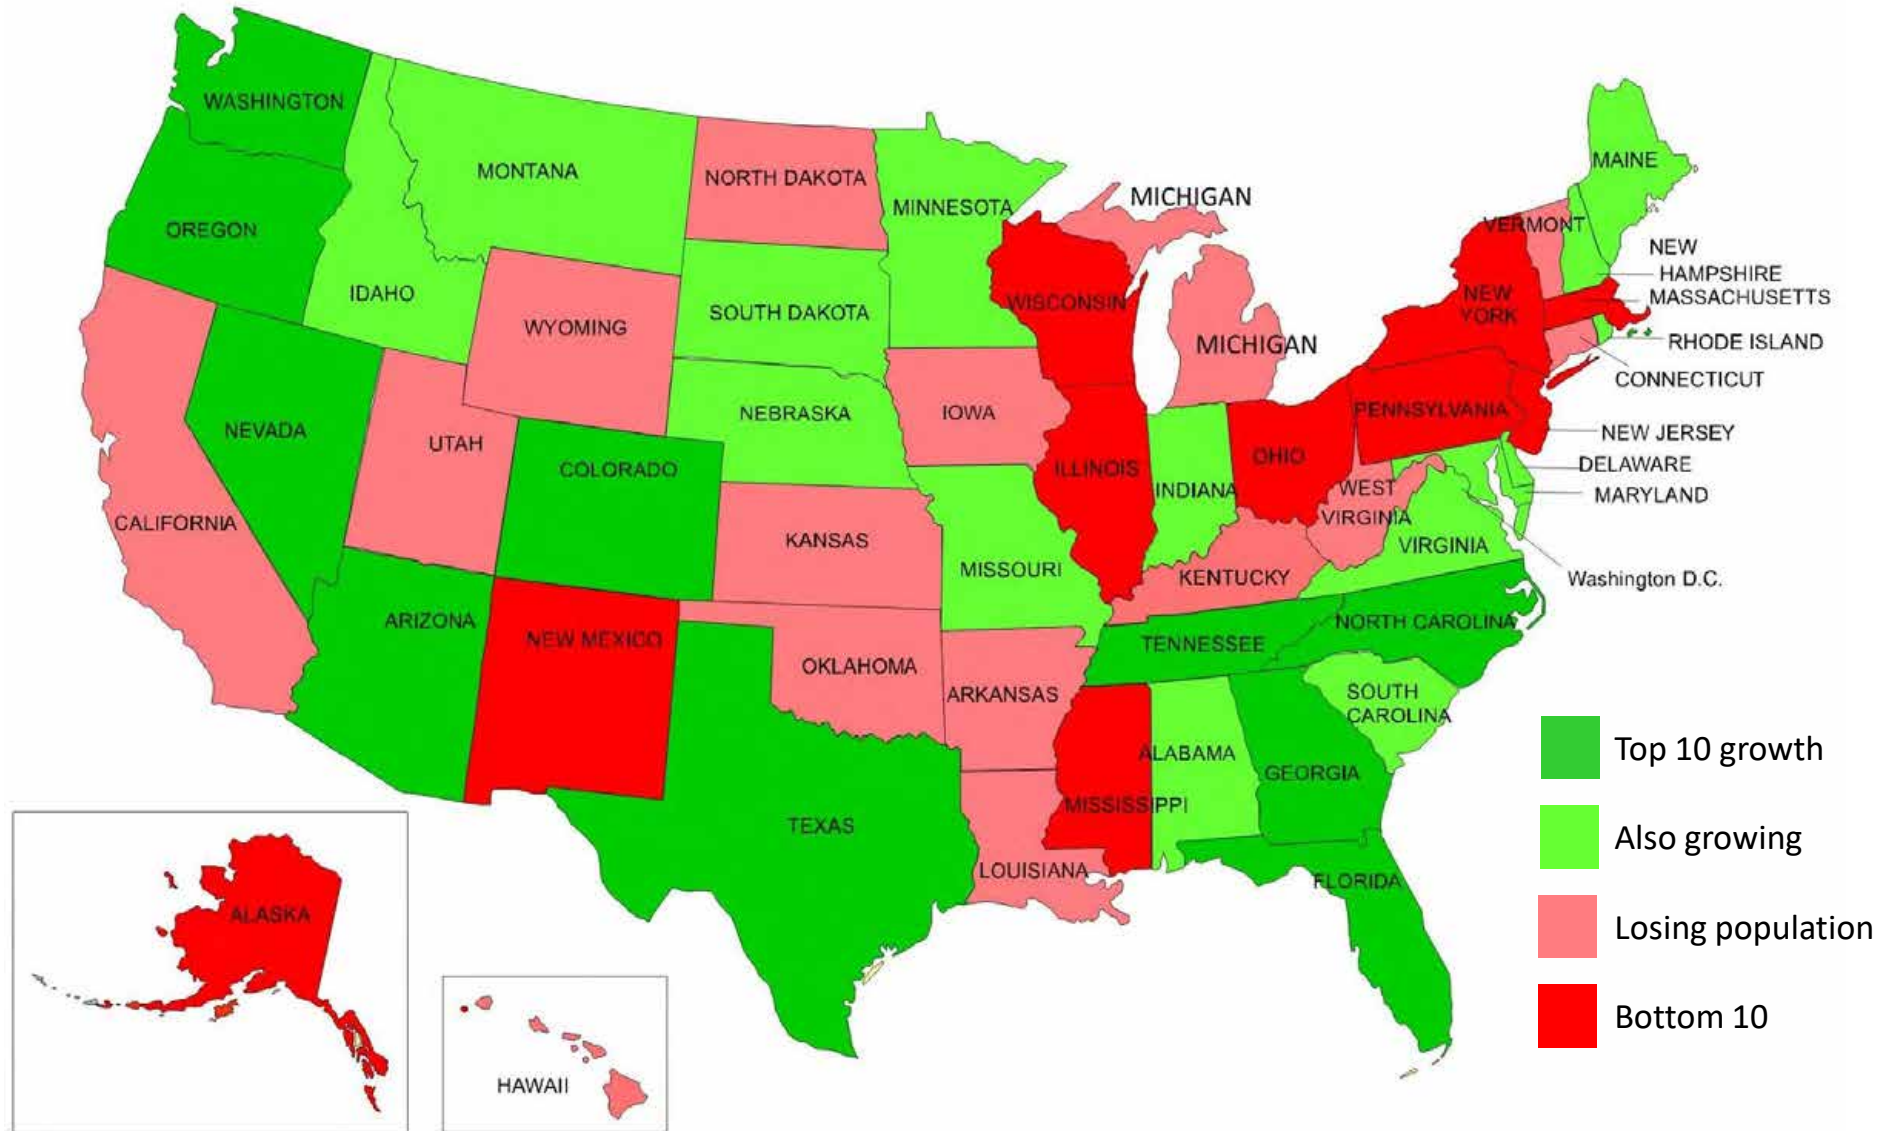 WASHINGTON
MONTANA
NORTH DAKOTA
MINNESOTA
MICHIGAN
MAINE
OREGON
IDAHO
VERMONT
NEW
HAMPSHIRE
MASSACHUSETTS
WYOMING
SOUTH DAKOTA
WISCONSIN
MICHIGAN
NEW
YORK
RHODE ISLAND
CONNECTICUT
NEVADA
UTAH
COLORADO
NEBRASKA
IOWA
PENNSYLVANIA
NEW JERSEY
ILLINOIS
INDIANA
OHIO
DELAWARE
WEST
VIRGINIA
MARYLAND
CALIFORNIA
KANSAS
MISSOURI
KENTUCKY
VIRGINIA
Washington D.C.
ARIZONA
NEW MEXICO
OKLAHOMA
ARKANSAS
TENNESSEE
NORTH CAROLINA
SOUTH
CAROLINA
TEXAS
LOUISIANA
MISSISSIPPI
ALABAMA
GEORGIA
FLORIDA
ALASKA
HAWAII
Top 10 growth
Also growing
Losing population
Bottom 10